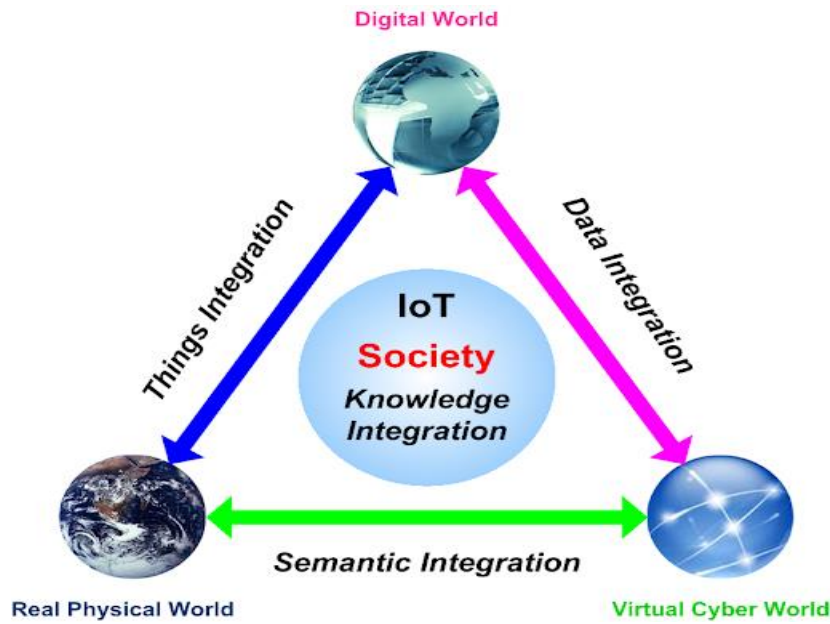 Digital World
Things Integration
Data Integration
IoT
Society
Knowledge
Integration
Semantic Integration
Real Physical World
Virtual Cyber World